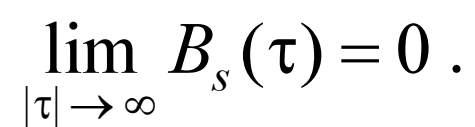 lim B_s(τ) = 0 .
|τ| → ∞